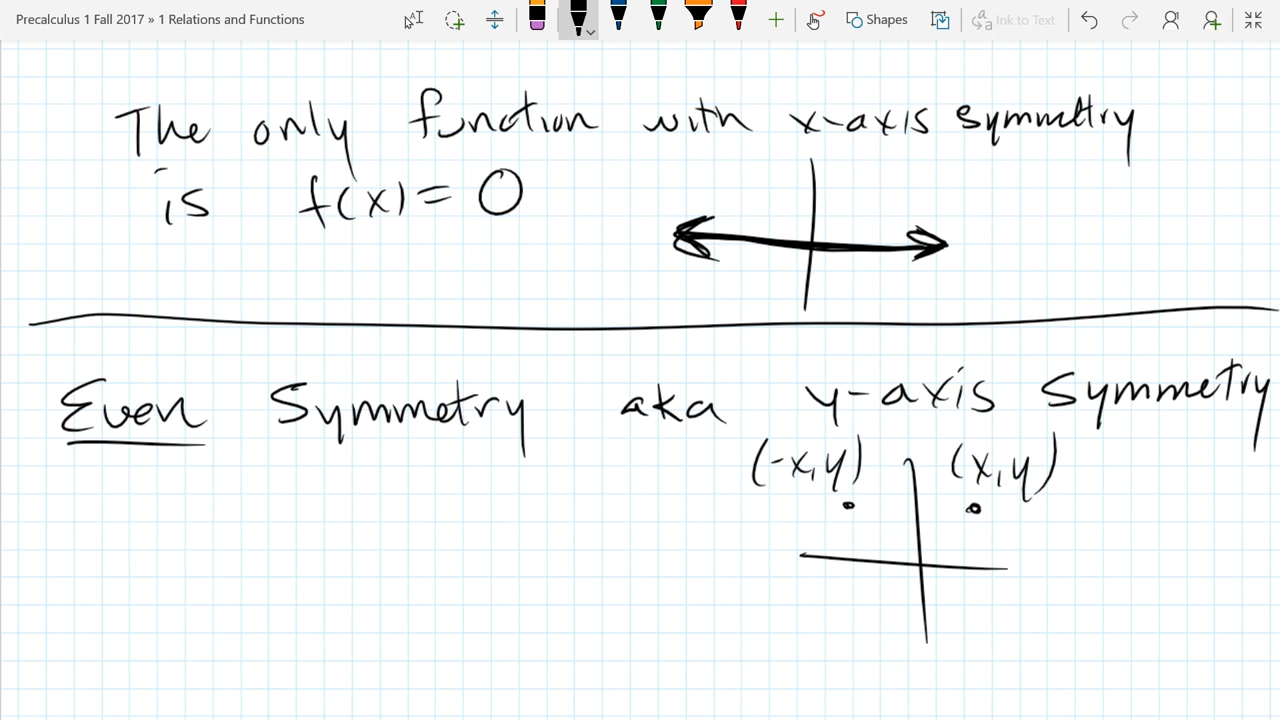 Precalculus 1 Fall 2017 » 1 Relations and Functions
Shapes
Ink to Text
The only function with x-axis symmetry
is f(x) = 0
Even Symmetry aka y-axis symmetry
(-x,y) (x,y)